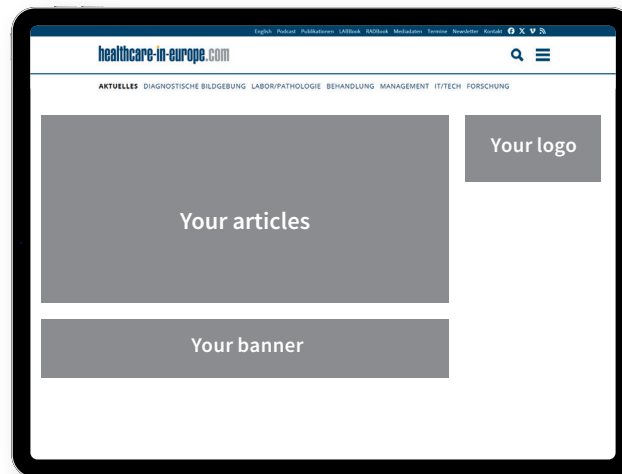 English Podcast Publikationen LABBook RADBook Mediadaten Termine Newsletter Kontakt
healthcare-in-europe.com
AKTUELLES DIAGNOSTISCHE BILDGEBUNG LABOR/PATHOLOGIE BEHANDLUNG MANAGEMENT IT/TECH FORSCHUNG
Your articles
Your logo
Your banner